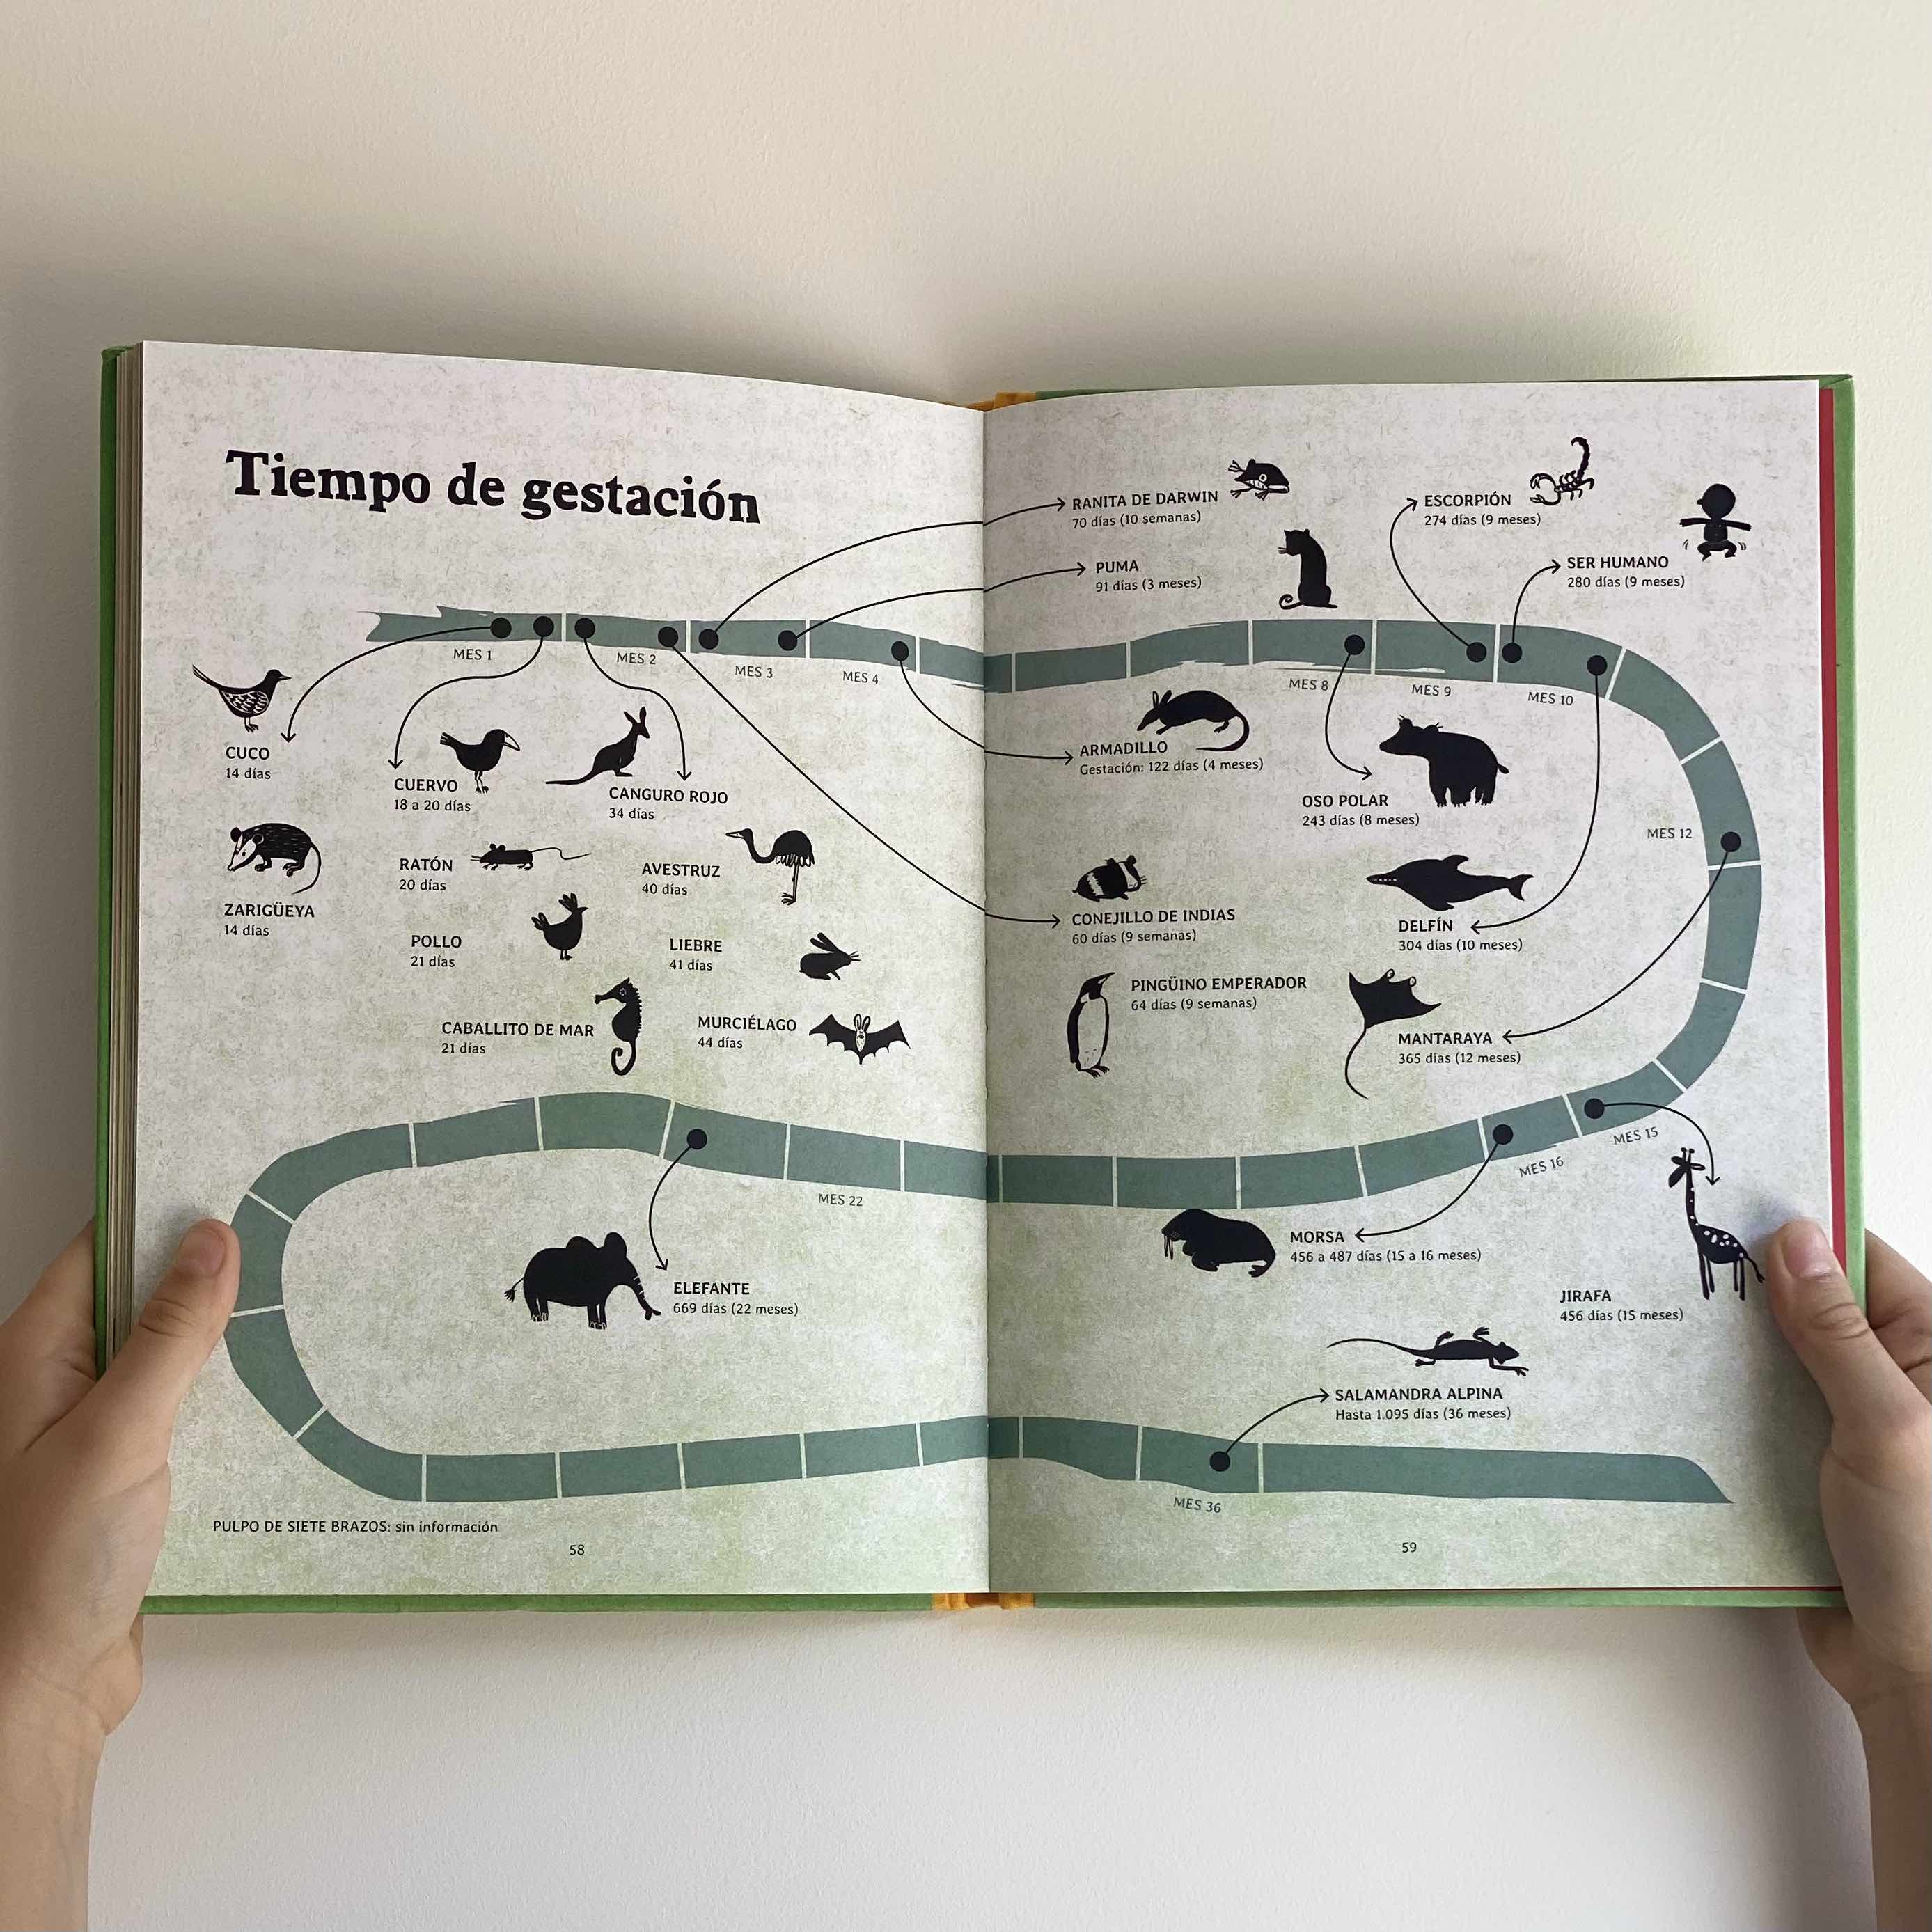 Tiempo de gestación
MES 1
MES 2
MES 3
MES 4
CUCO
14 días
CUERVO
18 a 20 días
CANGURO ROJO
34 días
ZARIGÜEYA
14 días
RATÓN
20 días
AVESTRUZ
40 días
POLLO
21 días
LIEBRE
41 días
CABALLITO DE MAR
21 días
MURCIÉLAGO
44 días
MES 22
ELEFANTE
669 días (22 meses)
PULPO DE SIETE BRAZOS: sin información
58
RANITA DE DARWIN
70 días (10 semanas)
ESCORPIÓN
274 días (9 meses)
PUMA
91 días (3 meses)
SER HUMANO
280 días (9 meses)
MES 8
MES 9
MES 10
ARMADILLO
Gestación: 122 días (4 meses)
OSO POLAR
243 días (8 meses)
MES 12
CONEJILLO DE INDIAS
60 días (9 semanas)
DELFÍN
304 días (10 meses)
PINGÜINO EMPERADOR
64 días (9 semanas)
MANTARAYA
365 días (12 meses)
MES 15
MES 16
MORSA
456 a 487 días (15 a 16 meses)
JIRAFA
456 días (15 meses)
SALAMANDRA ALPINA
Hasta 1.095 días (36 meses)
MES 36
59